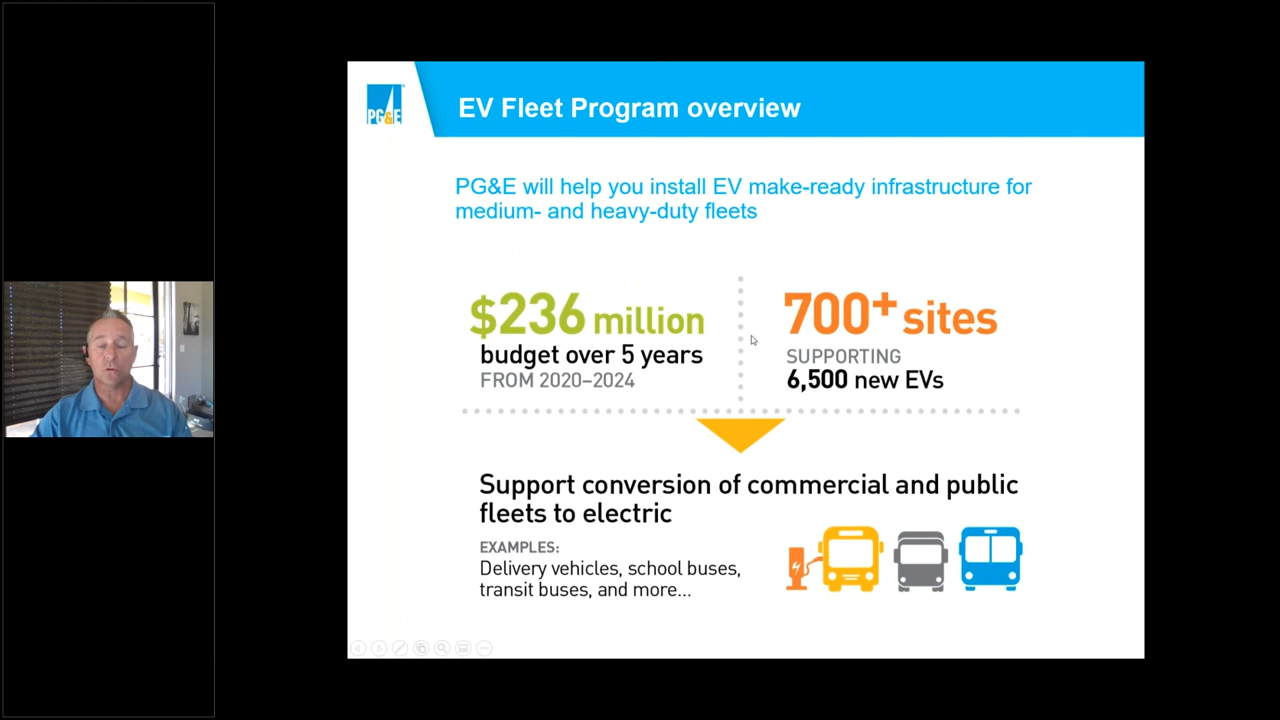 PG&E
EV Fleet Program overview
PG&E will help you install EV make-ready infrastructure for
medium- and heavy-duty fleets
$236 million
budget over 5 years
FROM 2020–2024
700+ sites
SUPPORTING
6,500 new EVs
Support conversion of commercial and public
fleets to electric
EXAMPLES:
Delivery vehicles, school buses,
transit buses, and more...